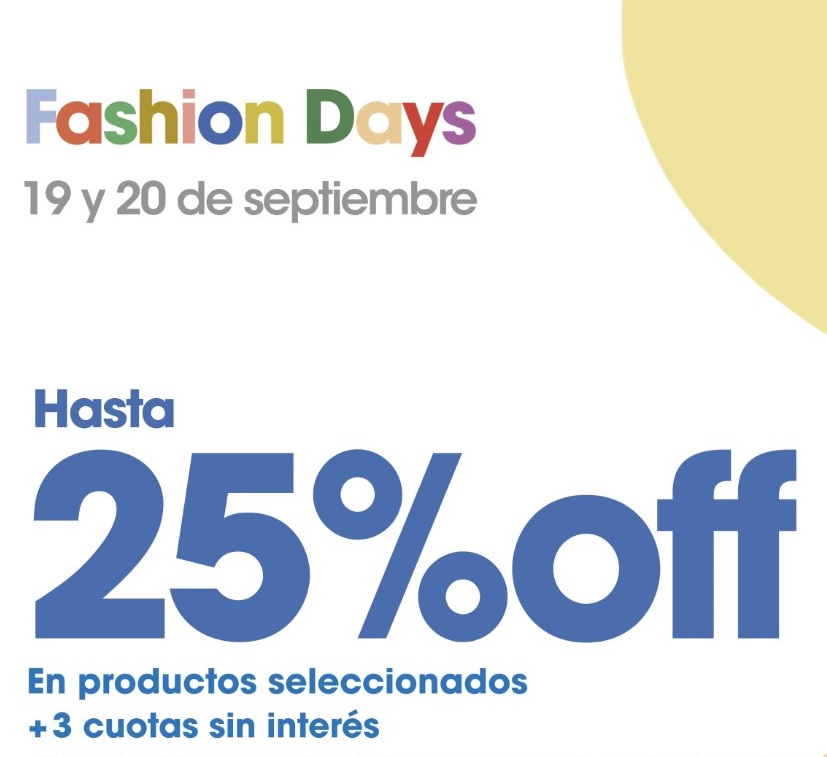 Fashion Days
19 y 20 de septiembre
Hasta
25%off
En productos seleccionados
+3 cuotas sin interés